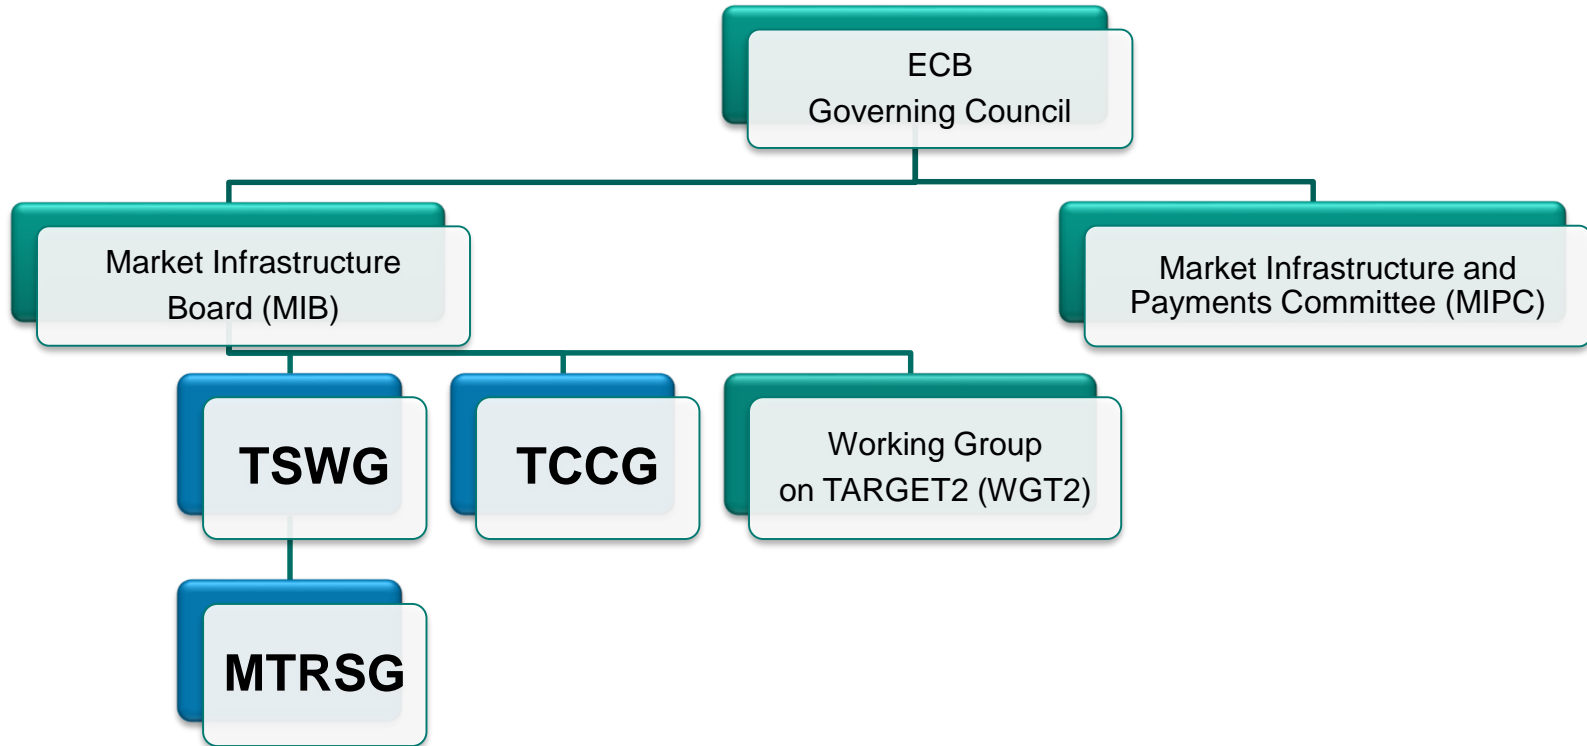 ECB
Governing Council
Market Infrastructure
Board (MIB)
Market Infrastructure and
Payments Committee (MIPC)
TSWG
TCCG
Working Group
on TARGET2 (WGT2)
MTRSG